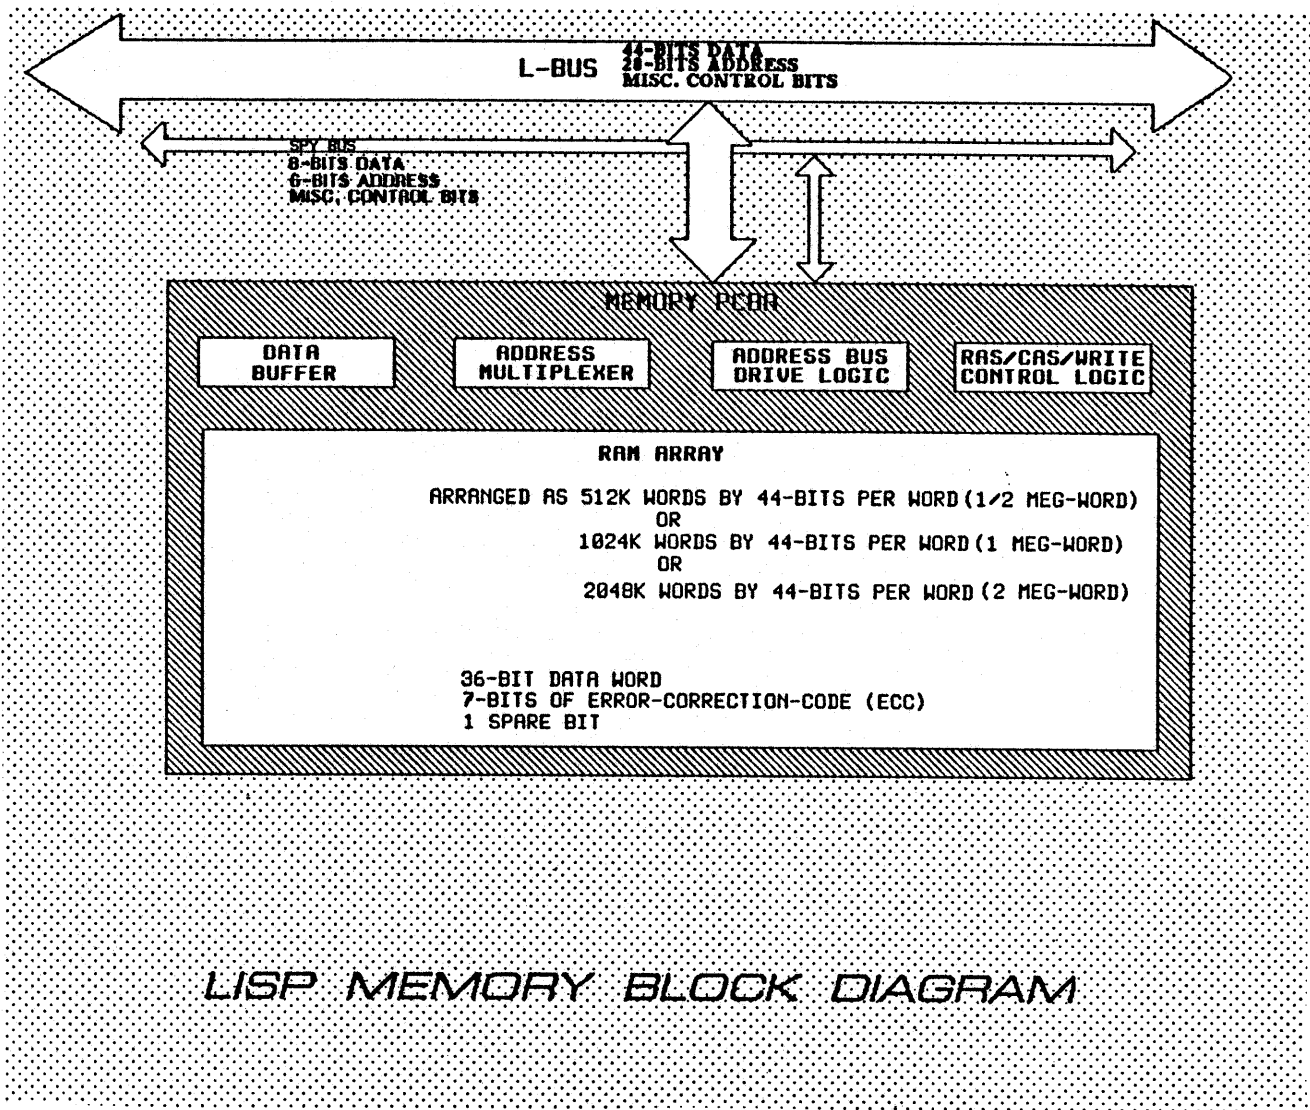 L-BUS
44-BITS DATA
28-BITS ADDRESS
MISC. CONTROL BITS
SPY BUS
8-BITS DATA
6-BITS ADDRESS
MISC. CONTROL BITS
MEMORY PCBA
DATA
BUFFER
ADDRESS
MULTIPLEXER
ADDRESS BUS
DRIVE LOGIC
RAS/CAS/WRITE
CONTROL LOGIC
RAM ARRAY
ARRANGED AS 512K WORDS BY 44-BITS PER WORD (1/2 MEG-WORD)
OR
1024K WORDS BY 44-BITS PER WORD (1 MEG-WORD)
OR
2048K WORDS BY 44-BITS PER WORD (2 MEG-WORD)
36-BIT DATA WORD
7-BITS OF ERROR-CORRECTION-CODE (ECC)
1 SPARE BIT
LISP MEMORY BLOCK DIAGRAM